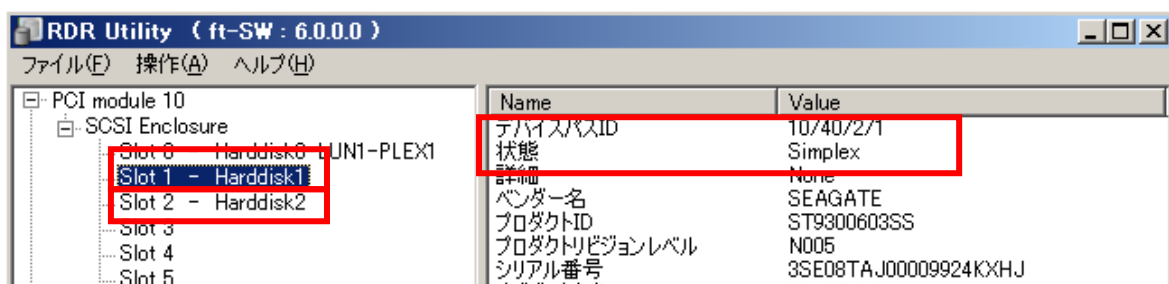 RDR Utility ( ft-SW : 6.0.0.0 )
ファイル(F) 操作(A) ヘルプ(H)
PCI module 10
SCSI Enclosure
Slot 0 - Harddisk0-LUN1-PLEX1
Slot 1 - Harddisk1
Slot 2 - Harddisk2
Slot 3
Slot 4
Slot 5
Name Value
デバイスパスID 10/40/2/1
状態 Simplex
詳細 None
ベンダー名 SEAGATE
プロダクトID ST9300603SS
プロダクトリビジョンレベル N005
シリアル番号 3SE08TAJ00009924KXHJ